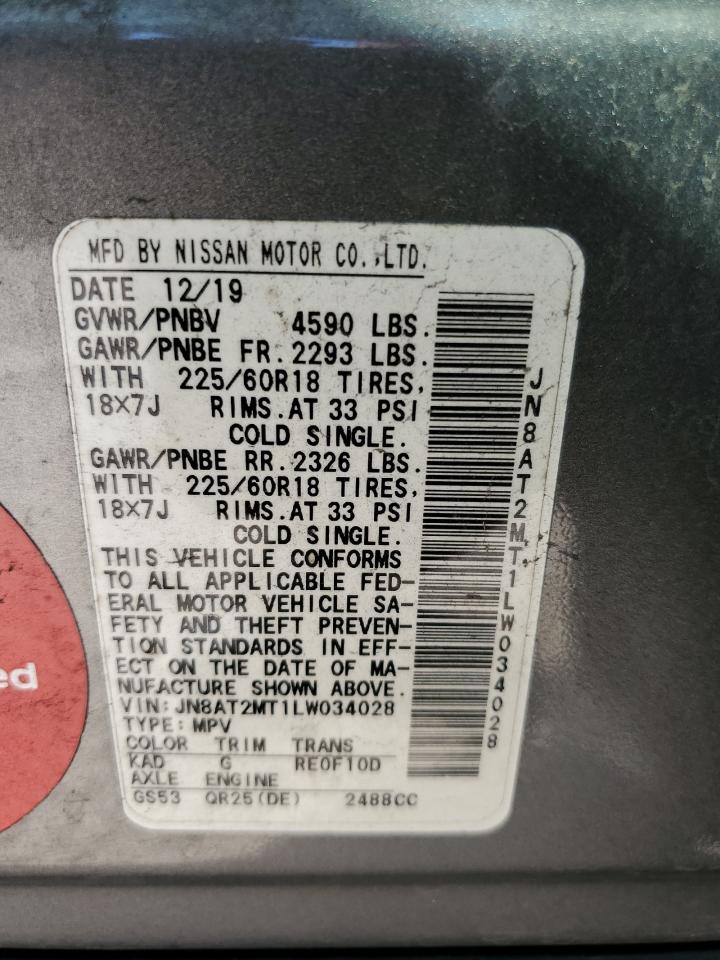 MFD BY NISSAN MOTOR CO.,LTD.
DATE 12/19
GVWR/PNBV 4590 LBS.
GAWR/PNBE FR. 2293 LBS.
WITH 225/60R18 TIRES,
18X7J RIMS.AT 33 PSI
COLD SINGLE.
GAWR/PNBE RR. 2326 LBS.
WITH 225/60R18 TIRES,
18X7J RIMS.AT 33 PSI
COLD SINGLE.
THIS VEHICLE CONFORMS
TO ALL APPLICABLE FED-
ERAL MOTOR VEHICLE SA-
FETY AND THEFT PREVEN-
TION STANDARDS IN EFF-
ECT ON THE DATE OF MA-
NUFACTURE SHOWN ABOVE.
VIN:JN8AT2MT1LW034028
TYPE:MPV
COLOR TRIM TRANS
KAD G RE0F10D
AXLE ENGINE
GS53 QR25(DE) 2488CC
JN8AT2MT1LW034028
ed